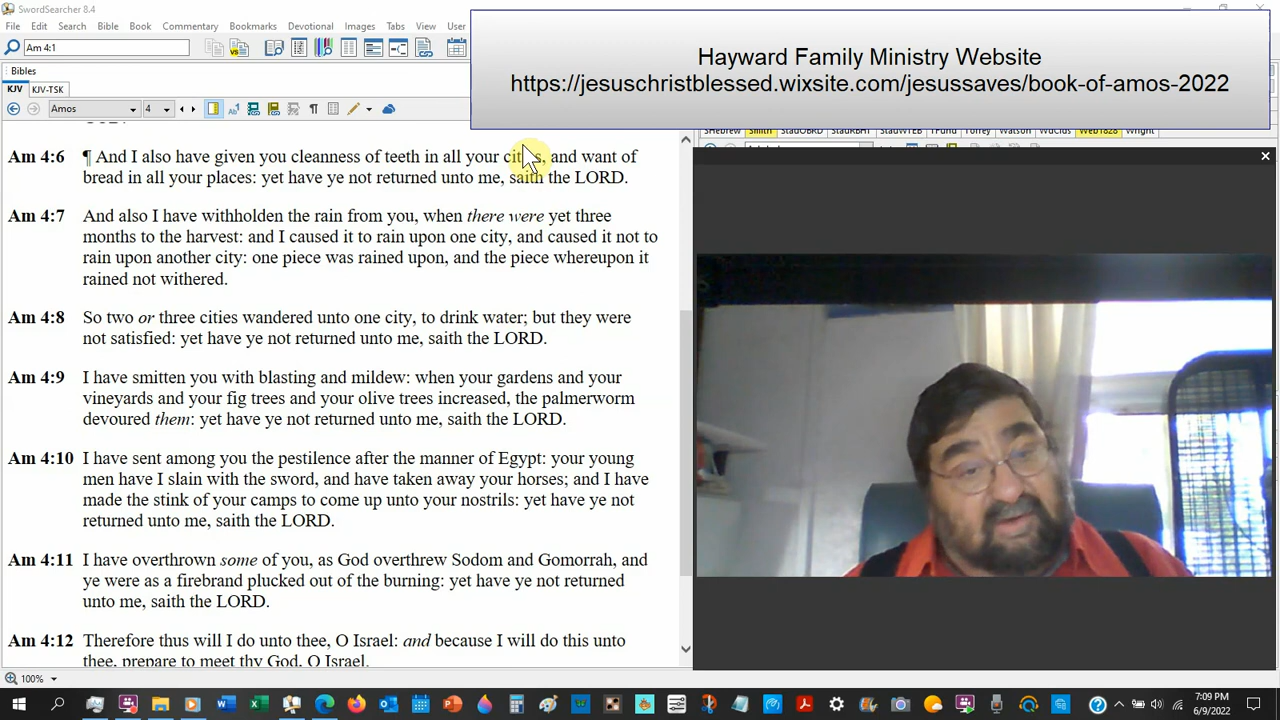 SwordSearcher 8.4
File Edit Search Bible Book Commentary Bookmarks Devotional Images Tabs View User
Hayward Family Ministry Website
https://jesuschristblessed.wixsite.com/jesussaves/book-of-amos-2022
Am 4:1
Bibles
KJV KJV-TSK
Amos 4
SHebrew Smith StauOBRD StauRBHT StauWTEB TFund Torrey Watson WdClds Web1828 Wright
Am 4:6 ¶ And I also have given you cleanness of teeth in all your cities, and want of
bread in all your places: yet have ye not returned unto me, saith the LORD.
Am 4:7 And also I have withholden the rain from you, when there were yet three
months to the harvest: and I caused it to rain upon one city, and caused it not to
rain upon another city: one piece was rained upon, and the piece whereupon it
rained not withered.
Am 4:8 So two or three cities wandered unto one city, to drink water; but they were
not satisfied: yet have ye not returned unto me, saith the LORD.
Am 4:9 I have smitten you with blasting and mildew: when your gardens and your
vineyards and your fig trees and your olive trees increased, the palmerworm
devoured them: yet have ye not returned unto me, saith the LORD.
Am 4:10 I have sent among you the pestilence after the manner of Egypt: your young
men have I slain with the sword, and have taken away your horses; and I have
made the stink of your camps to come up unto your nostrils: yet have ye not
returned unto me, saith the LORD.
Am 4:11 I have overthrown some of you, as God overthrew Sodom and Gomorrah, and
ye were as a firebrand plucked out of the burning: yet have ye not returned
unto me, saith the LORD.
Am 4:12 Therefore thus will I do unto thee, O Israel: and because I will do this unto
thee, prepare to meet thy God, O Israel.
100%
7:09 PM
6/9/2022